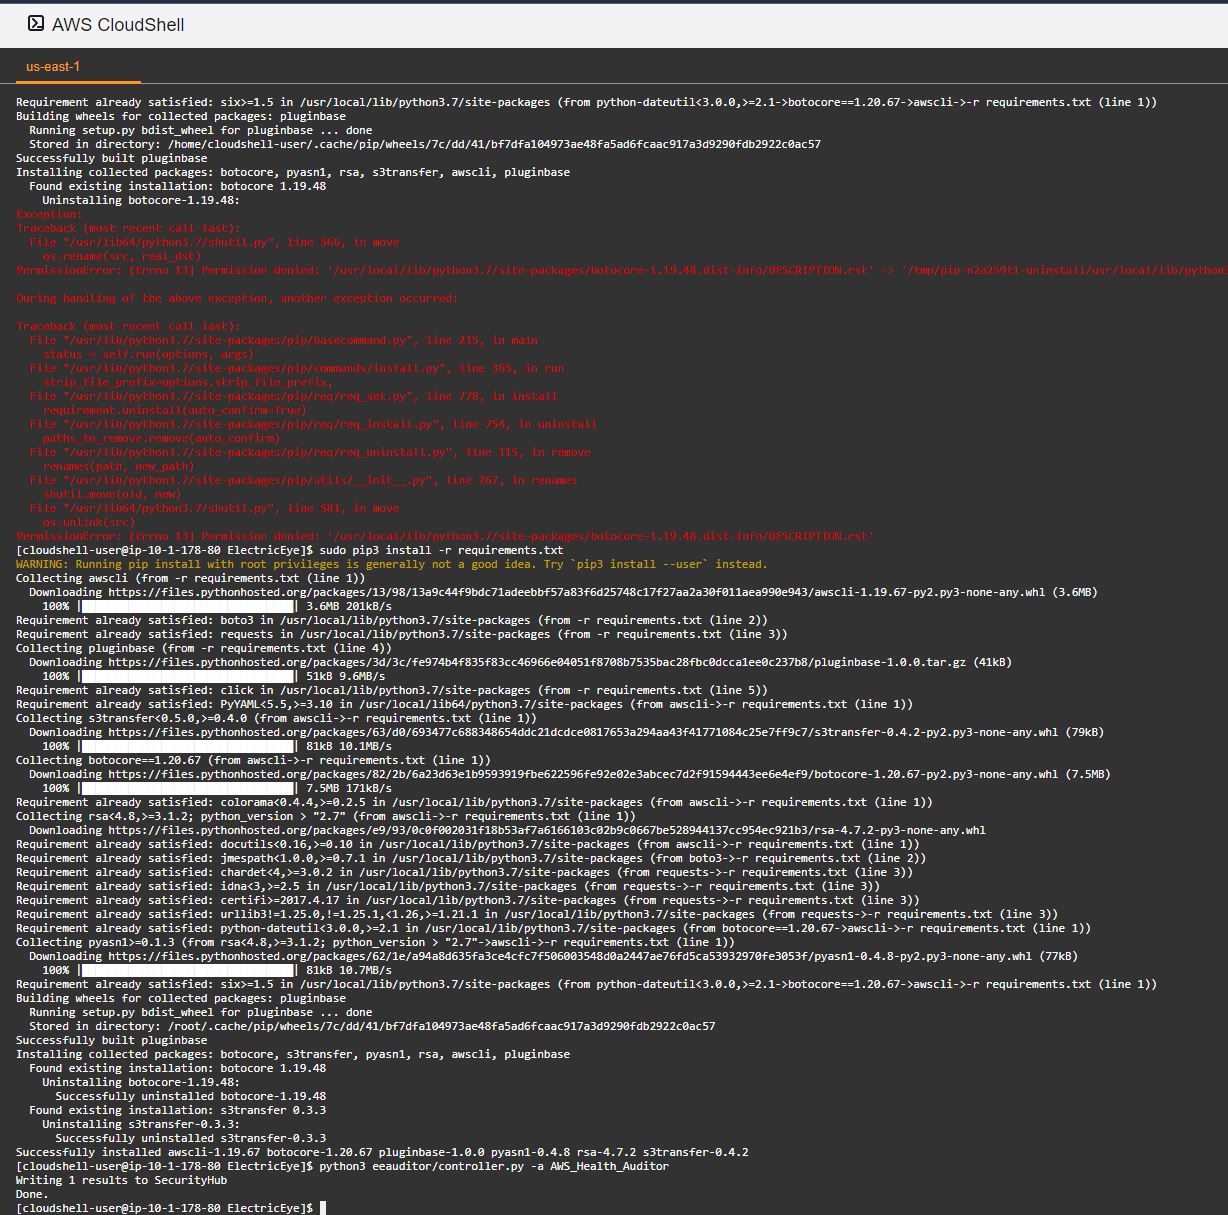 AWS CloudShell
us-east-1
Requirement already satisfied: six>=1.5 in /usr/local/lib/python3.7/site-packages (from python-dateutil<3.0.0,>=2.1->botocore==1.20.67->awscli->-r requirements.txt (line 1))
Building wheels for collected packages: pluginbase
  Running setup.py bdist_wheel for pluginbase ... done
  Stored in directory: /home/cloudshell-user/.cache/pip/wheels/7c/dd/41/bf7dfa104973ae48fa5ad6fcaac917a3d9290fdb2922c0ac57
Successfully built pluginbase
Installing collected packages: botocore, pyasn1, rsa, s3transfer, awscli, pluginbase
  Found existing installation: botocore 1.19.48
    Uninstalling botocore-1.19.48:
Exception:
Traceback (most recent call last):
  File "/usr/lib64/python3.7/shutil.py", line 566, in move
    os.rename(src, real_dst)
PermissionError: [Errno 13] Permission denied: '/usr/local/lib/python3.7/site-packages/botocore-1.19.48.dist-info/DESCRIPTION.rst' -> '/tmp/pip-n2a259t1-uninstall/usr/local/lib/python
During handling of the above exception, another exception occurred:
Traceback (most recent call last):
  File "/usr/lib/python3.7/site-packages/pip/basecommand.py", line 215, in main
    status = self.run(options, args)
  File "/usr/lib/python3.7/site-packages/pip/commands/install.py", line 365, in run
    strip_file_prefix=options.strip_file_prefix,
  File "/usr/lib/python3.7/site-packages/pip/req/req_set.py", line 778, in install
    requirement.uninstall(auto_confirm=True)
  File "/usr/lib/python3.7/site-packages/pip/req/req_install.py", line 754, in uninstall
    paths_to_remove.remove(auto_confirm)
  File "/usr/lib/python3.7/site-packages/pip/req/req_uninstall.py", line 115, in remove
    renames(path, new_path)
  File "/usr/lib/python3.7/site-packages/pip/utils/__init__.py", line 267, in renames
    shutil.move(old, new)
  File "/usr/lib64/python3.7/shutil.py", line 581, in move
    os.unlink(src)
PermissionError: [Errno 13] Permission denied: '/usr/local/lib/python3.7/site-packages/botocore-1.19.48.dist-info/DESCRIPTION.rst'
[cloudshell-user@ip-10-1-178-80 ElectricEye]$ sudo pip3 install -r requirements.txt
WARNING: Running pip install with root privileges is generally not a good idea. Try `pip3 install --user` instead.
Collecting awscli (from -r requirements.txt (line 1))
  Downloading https://files.pythonhosted.org/packages/13/98/13a9c44f9bdc71adeebbf57a83f6d25748c17f27aa2a30f011aea990e943/awscli-1.19.67-py2.py3-none-any.whl (3.6MB)
    100% |████████████████████████████████| 3.6MB 201kB/s
Requirement already satisfied: boto3 in /usr/local/lib/python3.7/site-packages (from -r requirements.txt (line 2))
Requirement already satisfied: requests in /usr/local/lib/python3.7/site-packages (from -r requirements.txt (line 3))
Collecting pluginbase (from -r requirements.txt (line 4))
  Downloading https://files.pythonhosted.org/packages/3d/3c/fe974b4f835f83cc46966e04051f8708b7535bac28fbc0dcca1ee0c237b8/pluginbase-1.0.0.tar.gz (41kB)
    100% |████████████████████████████████| 51kB 9.6MB/s
Requirement already satisfied: click in /usr/local/lib/python3.7/site-packages (from -r requirements.txt (line 5))
Requirement already satisfied: PyYAML<5.5,>=3.10 in /usr/local/lib64/python3.7/site-packages (from awscli->-r requirements.txt (line 1))
Collecting s3transfer<0.5.0,>=0.4.0 (from awscli->-r requirements.txt (line 1))
  Downloading https://files.pythonhosted.org/packages/63/d0/693477c688348654ddc21dcdce0817653a294aa43f41771084c25e7ff9c7/s3transfer-0.4.2-py2.py3-none-any.whl (79kB)
    100% |████████████████████████████████| 81kB 10.1MB/s
Collecting botocore==1.20.67 (from awscli->-r requirements.txt (line 1))
  Downloading https://files.pythonhosted.org/packages/82/2b/6a23d63e1b9593919fbe622596fe92e02e3abcec7d2f91594443ee6e4ef9/botocore-1.20.67-py2.py3-none-any.whl (7.5MB)
    100% |████████████████████████████████| 7.5MB 171kB/s
Requirement already satisfied: colorama<0.4.4,>=0.2.5 in /usr/local/lib/python3.7/site-packages (from awscli->-r requirements.txt (line 1))
Collecting rsa<4.8,>=3.1.2; python_version > "2.7" (from awscli->-r requirements.txt (line 1))
  Downloading https://files.pythonhosted.org/packages/e9/93/0c0f002031f18b53af7a6166103c02b9c0667be528944137cc954ec921b3/rsa-4.7.2-py3-none-any.whl
Requirement already satisfied: docutils<0.16,>=0.10 in /usr/local/lib/python3.7/site-packages (from awscli->-r requirements.txt (line 1))
Requirement already satisfied: jmespath<1.0.0,>=0.7.1 in /usr/local/lib/python3.7/site-packages (from boto3->-r requirements.txt (line 2))
Requirement already satisfied: chardet<4,>=3.0.2 in /usr/local/lib/python3.7/site-packages (from requests->-r requirements.txt (line 3))
Requirement already satisfied: idna<3,>=2.5 in /usr/local/lib/python3.7/site-packages (from requests->-r requirements.txt (line 3))
Requirement already satisfied: certifi>=2017.4.17 in /usr/local/lib/python3.7/site-packages (from requests->-r requirements.txt (line 3))
Requirement already satisfied: urllib3!=1.25.0,!=1.25.1,<1.26,>=1.21.1 in /usr/local/lib/python3.7/site-packages (from requests->-r requirements.txt (line 3))
Requirement already satisfied: python-dateutil<3.0.0,>=2.1 in /usr/local/lib/python3.7/site-packages (from botocore==1.20.67->awscli->-r requirements.txt (line 1))
Collecting pyasn1>=0.1.3 (from rsa<4.8,>=3.1.2; python_version > "2.7"->awscli->-r requirements.txt (line 1))
  Downloading https://files.pythonhosted.org/packages/62/1e/a94a8d635fa3ce4cfc7f506003548d0a2447ae76fd5ca53932970fe3053f/pyasn1-0.4.8-py2.py3-none-any.whl (77kB)
    100% |████████████████████████████████| 81kB 10.7MB/s
Requirement already satisfied: six>=1.5 in /usr/local/lib/python3.7/site-packages (from python-dateutil<3.0.0,>=2.1->botocore==1.20.67->awscli->-r requirements.txt (line 1))
Building wheels for collected packages: pluginbase
  Running setup.py bdist_wheel for pluginbase ... done
  Stored in directory: /root/.cache/pip/wheels/7c/dd/41/bf7dfa104973ae48fa5ad6fcaac917a3d9290fdb2922c0ac57
Successfully built pluginbase
Installing collected packages: botocore, s3transfer, pyasn1, rsa, awscli, pluginbase
  Found existing installation: botocore 1.19.48
    Uninstalling botocore-1.19.48:
      Successfully uninstalled botocore-1.19.48
  Found existing installation: s3transfer 0.3.3
    Uninstalling s3transfer-0.3.3:
      Successfully uninstalled s3transfer-0.3.3
Successfully installed awscli-1.19.67 botocore-1.20.67 pluginbase-1.0.0 pyasn1-0.4.8 rsa-4.7.2 s3transfer-0.4.2
[cloudshell-user@ip-10-1-178-80 ElectricEye]$ python3 eeauditor/controller.py -a AWS_Health_Auditor
Writing 1 results to SecurityHub
Done.
[cloudshell-user@ip-10-1-178-80 ElectricEye]$